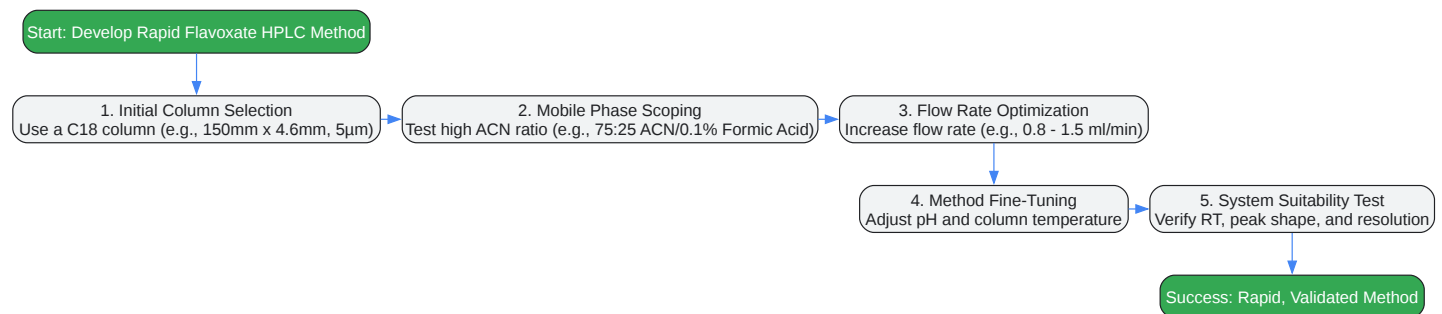 Start: Develop Rapid Flavoxate HPLC Method
1. Initial Column Selection
Use a C18 column (e.g., 150mm x 4.6mm, 5µm)
2. Mobile Phase Scoping
Test high ACN ratio (e.g., 75:25 ACN/0.1% Formic Acid)
3. Flow Rate Optimization
Increase flow rate (e.g., 0.8 - 1.5 ml/min)
4. Method Fine-Tuning
Adjust pH and column temperature
5. System Suitability Test
Verify RT, peak shape, and resolution
Success: Rapid, Validated Method